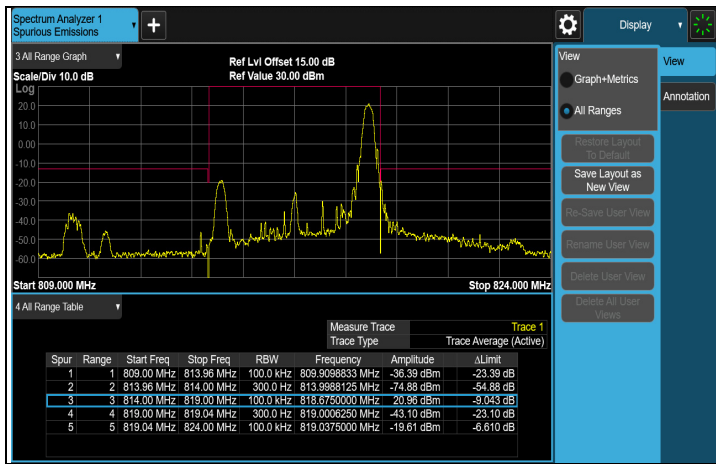 Spectrum Analyzer 1
Spurious Emissions
+
Display
3 All Range Graph
Ref Lvl Offset 15.00 dB
Scale/Div 10.0 dB
Ref Value 30.00 dBm
Log
20.0
10.0
0.00
-10.0
-20.0
-30.0
-40.0
-50.0
-60.0
Start 809.000 MHz
Stop 824.000 MHz
4 All Range Table
Measure Trace Trace 1
Trace Type Trace Average (Active)
Spur Range Start Freq Stop Freq RBW Frequency Amplitude ΔLimit
1 1 809.00 MHz 813.96 MHz 100.0 kHz 809.9098833 MHz -36.39 dBm -23.39 dB
2 2 813.96 MHz 814.00 MHz 300.0 Hz 813.9988125 MHz -74.88 dBm -54.88 dB
3 3 814.00 MHz 819.00 MHz 100.0 kHz 818.6750000 MHz 20.96 dBm -9.043 dB
4 4 819.00 MHz 819.04 MHz 300.0 Hz 819.0006250 MHz -43.10 dBm -23.10 dB
5 5 819.04 MHz 824.00 MHz 100.0 kHz 819.0375000 MHz -19.61 dBm -6.610 dB
View
Graph+Metrics
All Ranges
Restore Layout
To Default
Save Layout as
New View
Re-Save User View
Rename User View
Delete User View
Delete All User
Views
View
Annotation